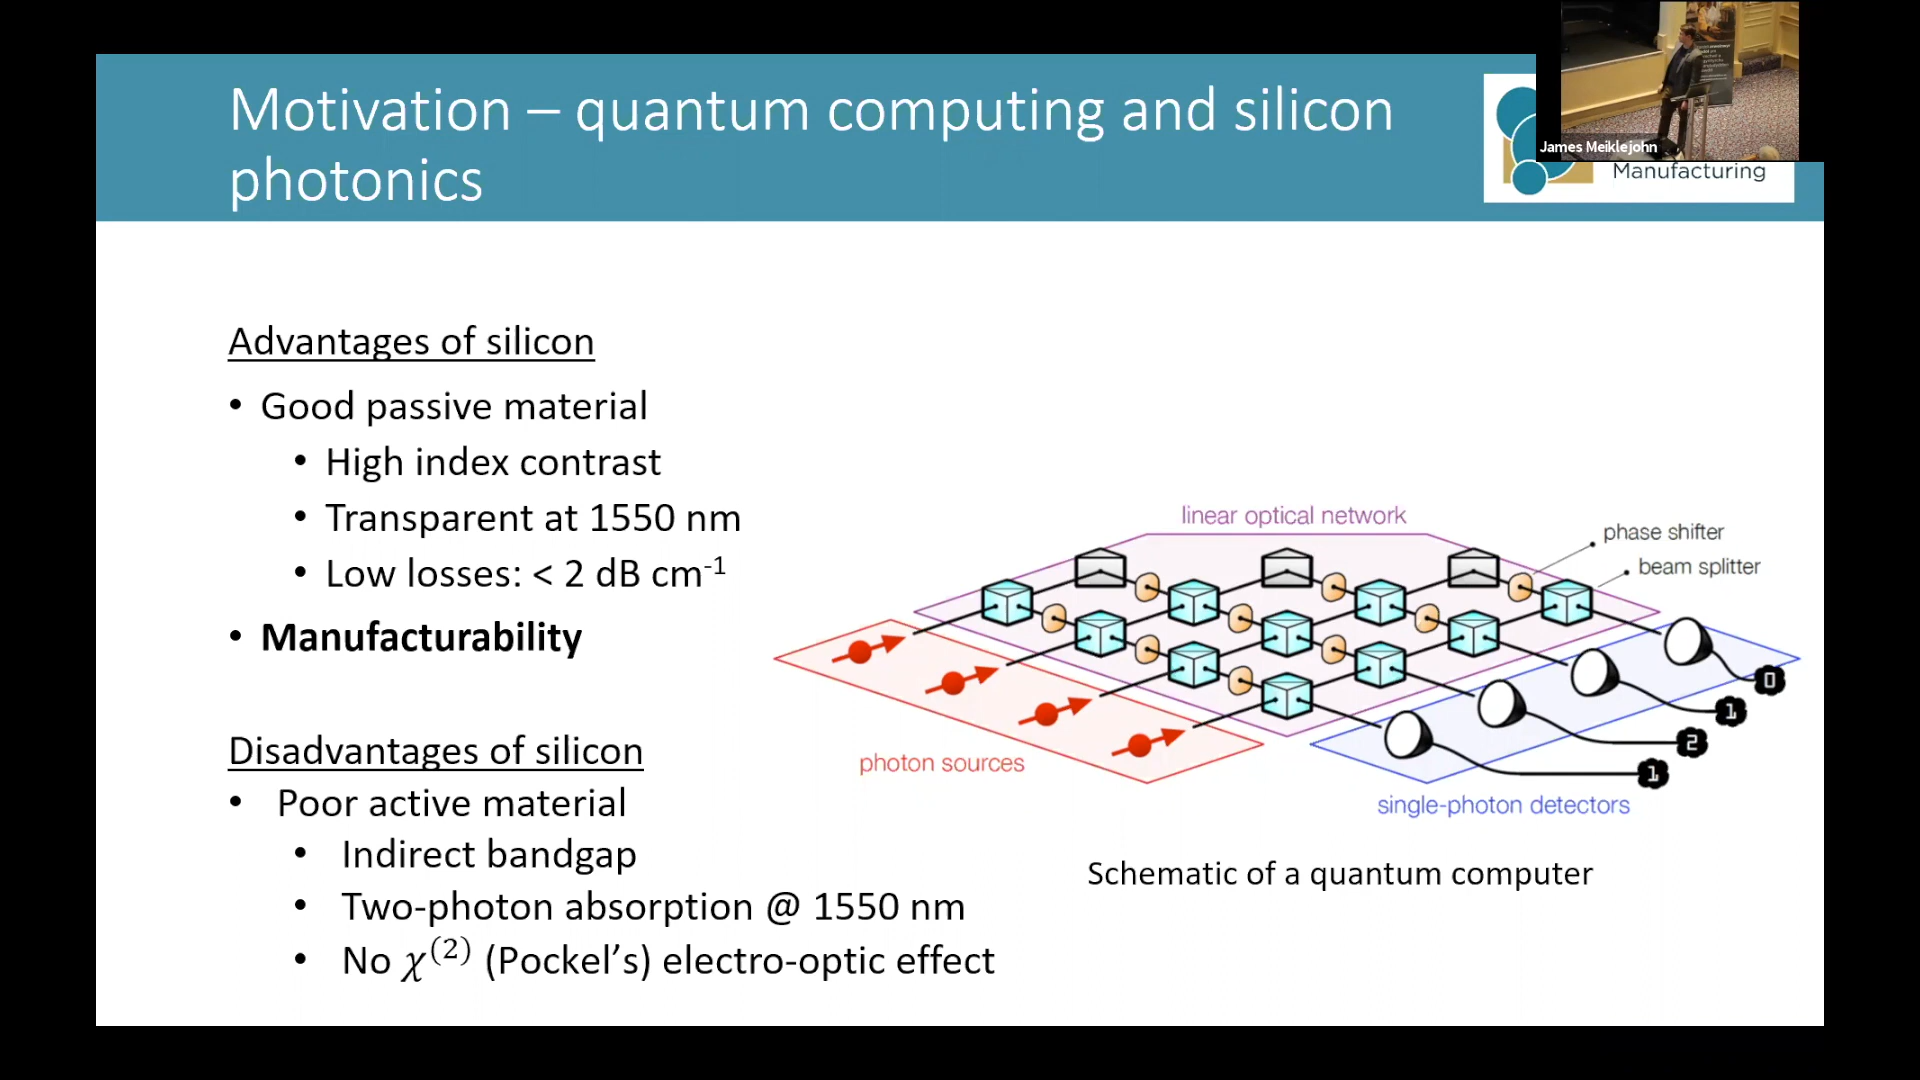 Motivation – quantum computing and silicon
photonics
James Meiklejohn
Manufacturing
Advantages of silicon
• Good passive material
• High index contrast
• Transparent at 1550 nm
• Low losses: < 2 dB cm⁻¹
• Manufacturability
Disadvantages of silicon
• Poor active material
• Indirect bandgap
• Two-photon absorption @ 1550 nm
• No χ⁽²⁾ (Pockel’s) electro-optic effect
linear optical network
phase shifter
beam splitter
photon sources
0
1
2
1
single-photon detectors
Schematic of a quantum computer